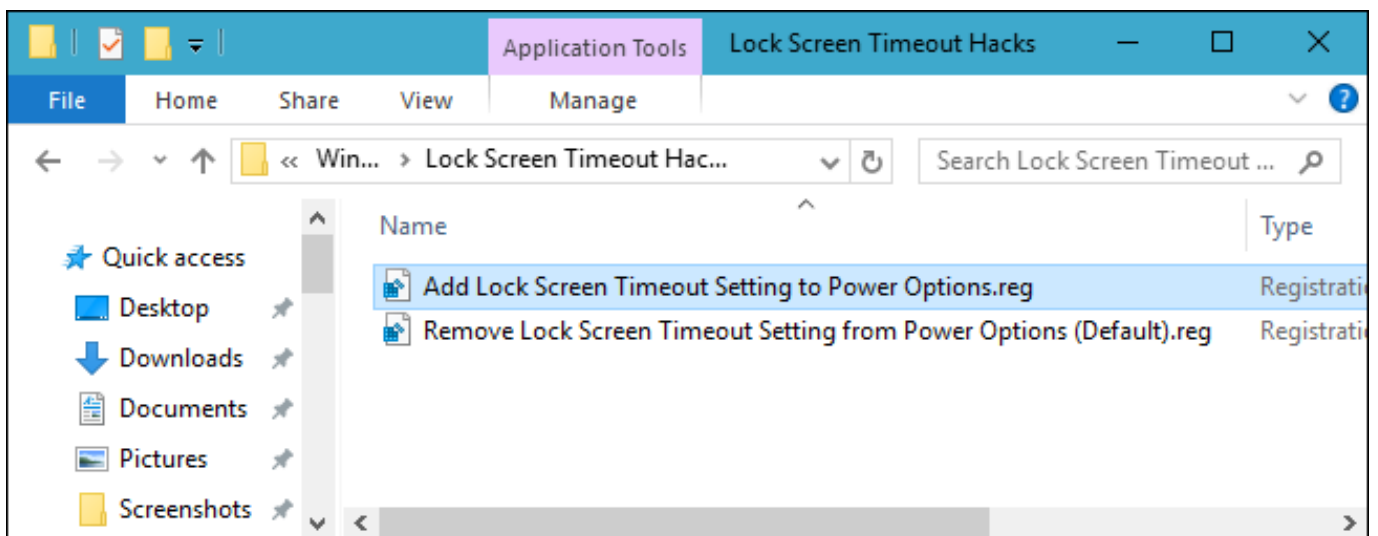 Application Tools Lock Screen Timeout Hacks
File Home Share View Manage
« Win... > Lock Screen Timeout Hac... Search Lock Screen Timeout ...
Name Type
Quick access
Desktop
Downloads
Documents
Pictures
Screenshots
Add Lock Screen Timeout Setting to Power Options.reg Registrati
Remove Lock Screen Timeout Setting from Power Options (Default).reg Registrati